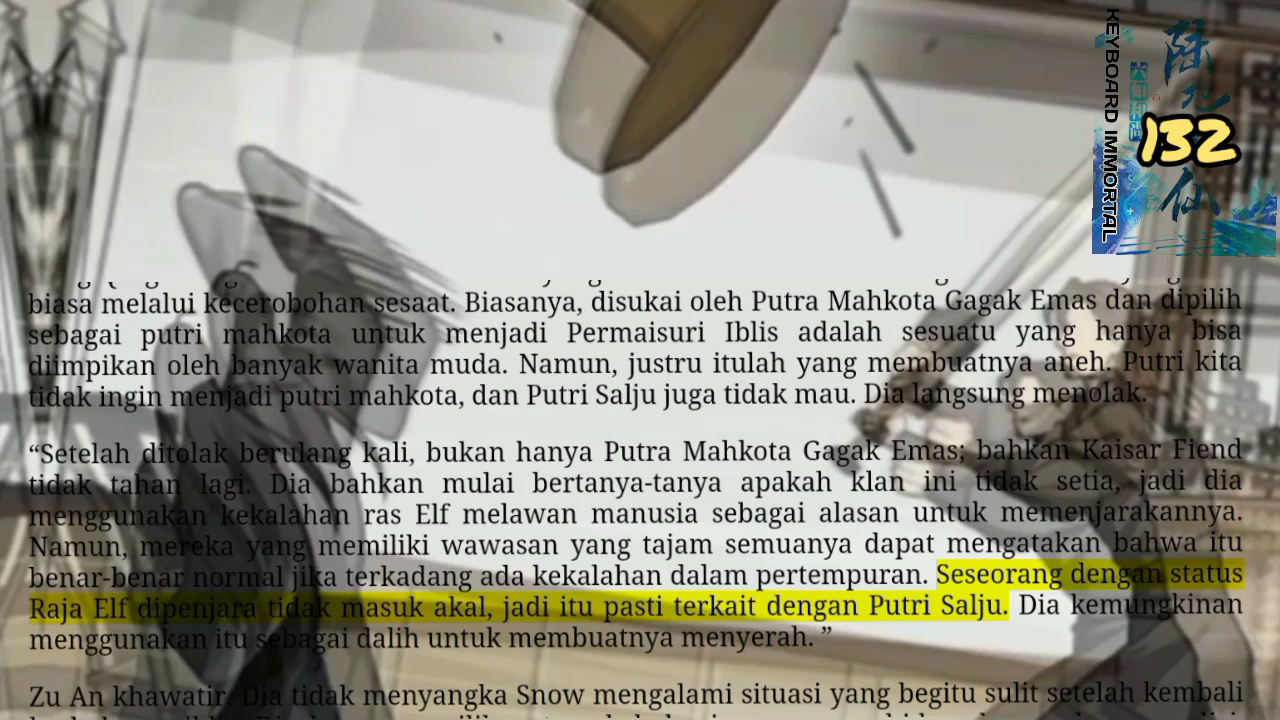 KEYBOARD IMMORTAL
132
仙
biasa melalui kecerobohan sesaat. Biasanya, disukai oleh Putra Mahkota Gagak Emas dan dipilih
sebagai putri mahkota untuk menjadi Permaisuri Iblis adalah sesuatu yang hanya bisa
diimpikan oleh banyak wanita muda. Namun, justru itulah yang membuatnya aneh. Putri kita
tidak ingin menjadi putri mahkota, dan Putri Salju juga tidak mau. Dia langsung menolak.
“Setelah ditolak berulang kali, bukan hanya Putra Mahkota Gagak Emas; bahkan Kaisar Fiend
tidak tahan lagi. Dia bahkan mulai bertanya-tanya apakah klan ini tidak setia, jadi dia
menggunakan kekalahan ras Elf melawan manusia sebagai alasan untuk memenjarakannya.
Namun, mereka yang memiliki wawasan yang tajam semuanya dapat mengatakan bahwa itu
benar-benar normal jika terkadang ada kekalahan dalam pertempuran. Seseorang dengan status
Raja Elf dipenjara tidak masuk akal, jadi itu pasti terkait dengan Putri Salju. Dia kemungkinan
menggunakan itu sebagai dalih untuk membuatnya menyerah. ”
Zu An khawatir. Dia tidak menyangka Snow mengalami situasi yang begitu sulit setelah kembali